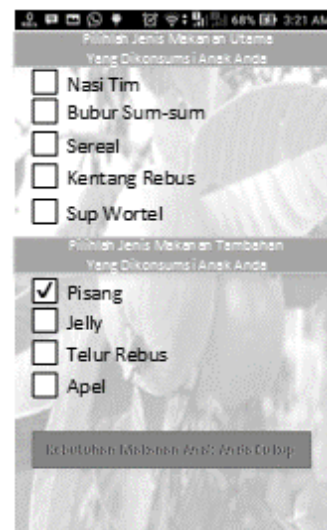 68% 3:21 AM
Pilihlah Jenis Makanan Utama
Yang Dikonsumsi Anak Anda
Nasi Tim
Bubur Sum-sum
Sereal
Kentang Rebus
Sup Wortel
Pilihlah Jenis Makanan Tambahan
Yang Dikonsumsi Anak Anda
Pisang
Jelly
Telur Rebus
Apel
Kebutuhan Makanan Anak Anda Cukup